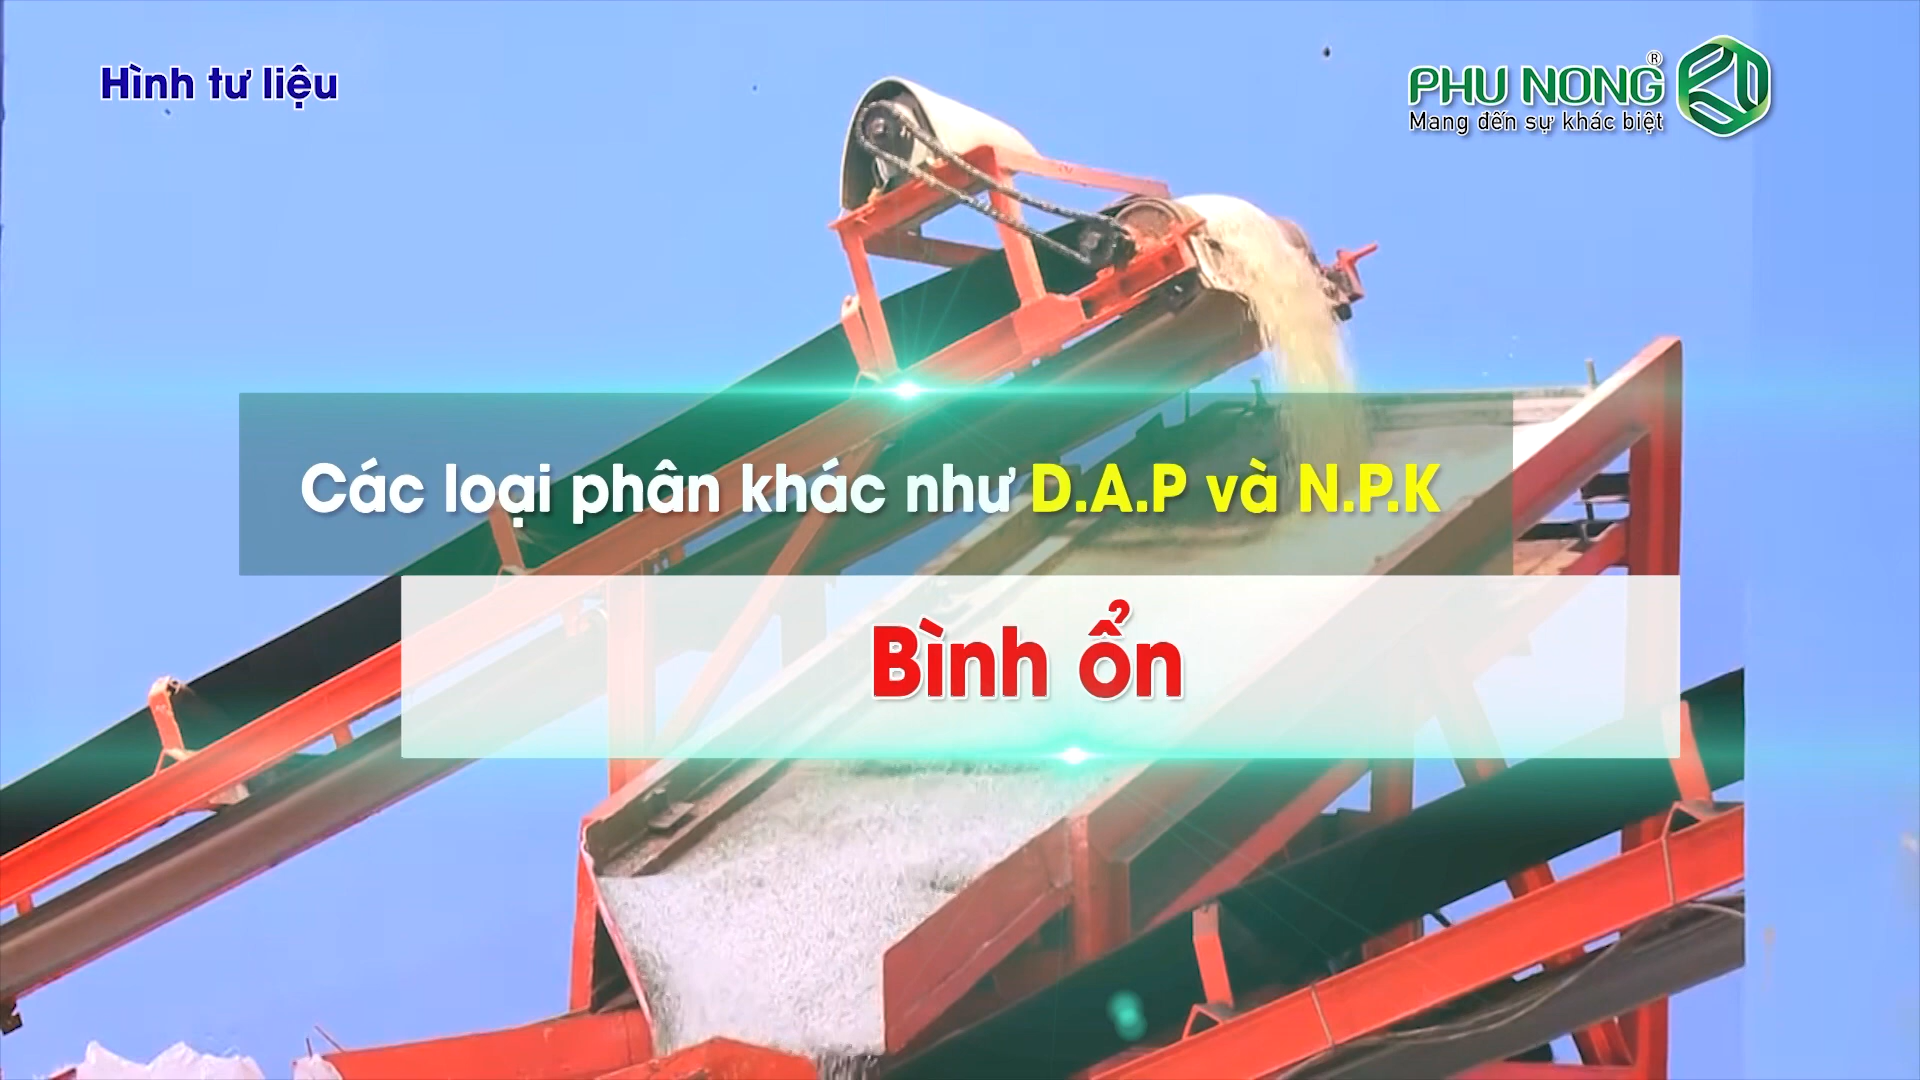 Hình tư liệu
PHU NONG®
Mang đến sự khác biệt
Các loại phân khác như D.A.P và N.P.K
Bình ổn